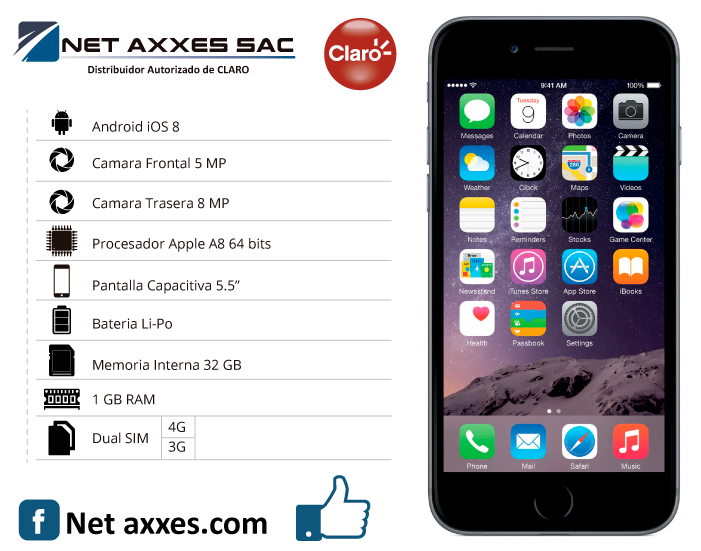 NET AXXES SAC
Distribuidor Autorizado de CLARO
Claro
Android iOS 8
Camara Frontal 5 MP
Camara Trasera 8 MP
Procesador Apple A8 64 bits
Pantalla Capacitiva 5.5”
Bateria Li-Po
Memoria Interna 32 GB
1 GB RAM
Dual SIM
4G
3G
f Net axxes.com
9:41 AM 100%
Tuesday
9
Messages Calendar Photos Camera
280
Weather Clock Maps Videos
Notes Reminders Stocks Game Center
Newsstand iTunes Store App Store iBooks
Health Passbook Settings
Phone Mail Safari Music